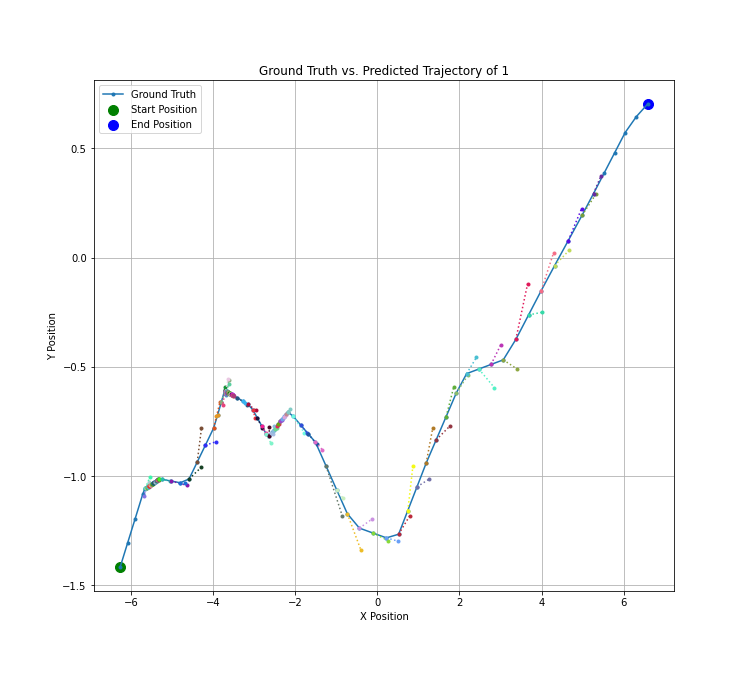 Ground Truth vs. Predicted Trajectory of 1
Ground Truth
Start Position
End Position
Y Position
0.5
0.0
−0.5
−1.0
−1.5
−6
−4
−2
0
2
4
6
X Position